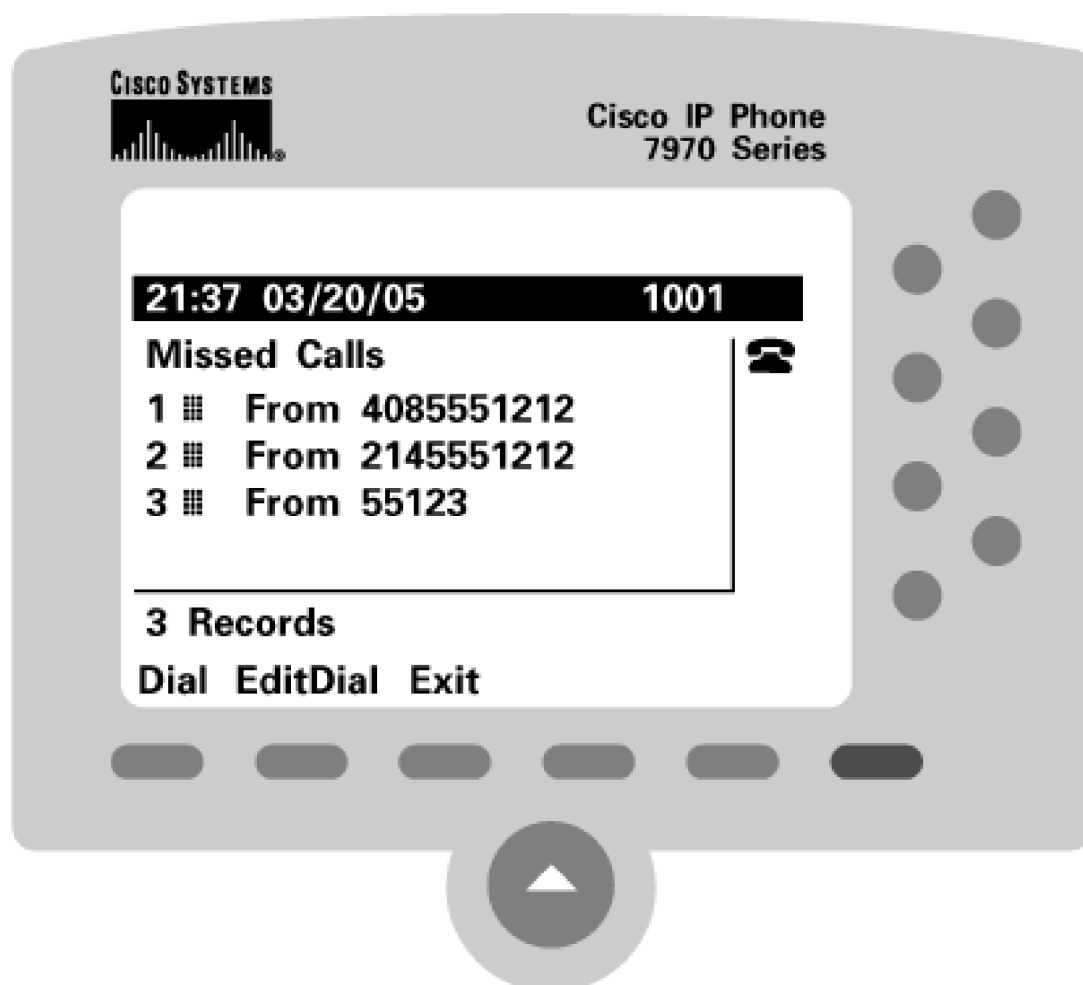 CISCO SYSTEMS
Cisco IP Phone
7970 Series
21:37 03/20/05 1001
Missed Calls
1 From 4085551212
2 From 2145551212
3 From 55123
3 Records
Dial EditDial Exit